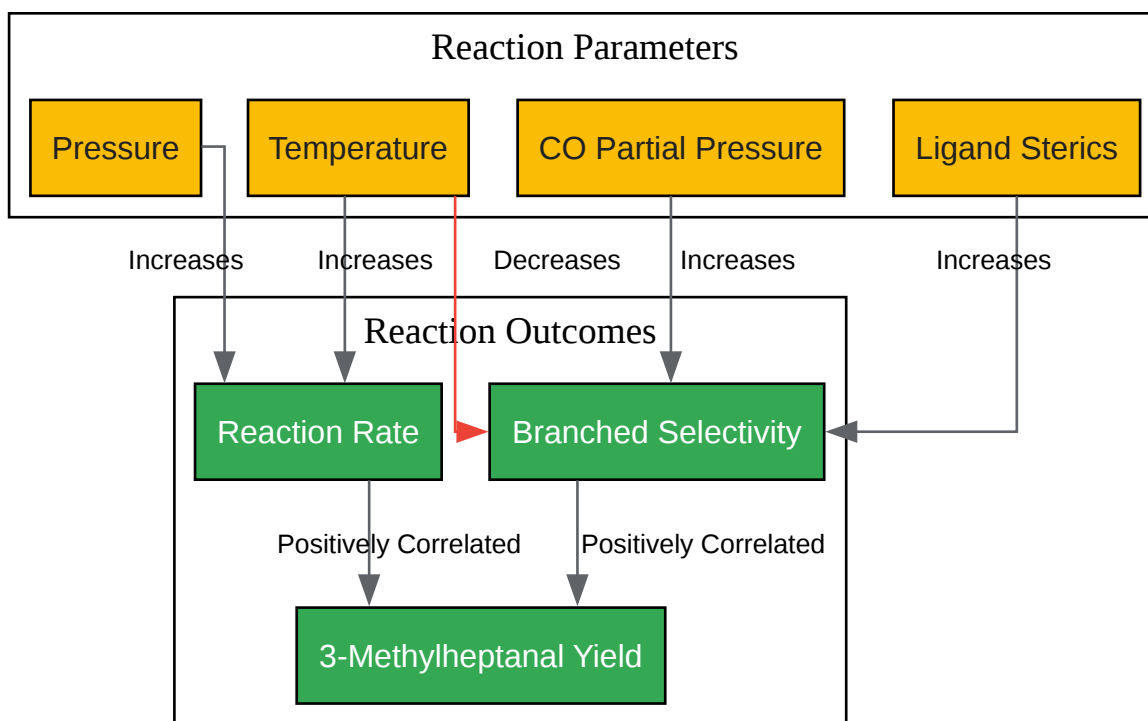 Reaction Parameters
Pressure
Temperature
CO Partial Pressure
Ligand Sterics
Increases
Increases
Decreases
Increases
Increases
Reaction Outcomes
Reaction Rate
Branched Selectivity
Positively Correlated
Positively Correlated
3-Methylheptanal Yield